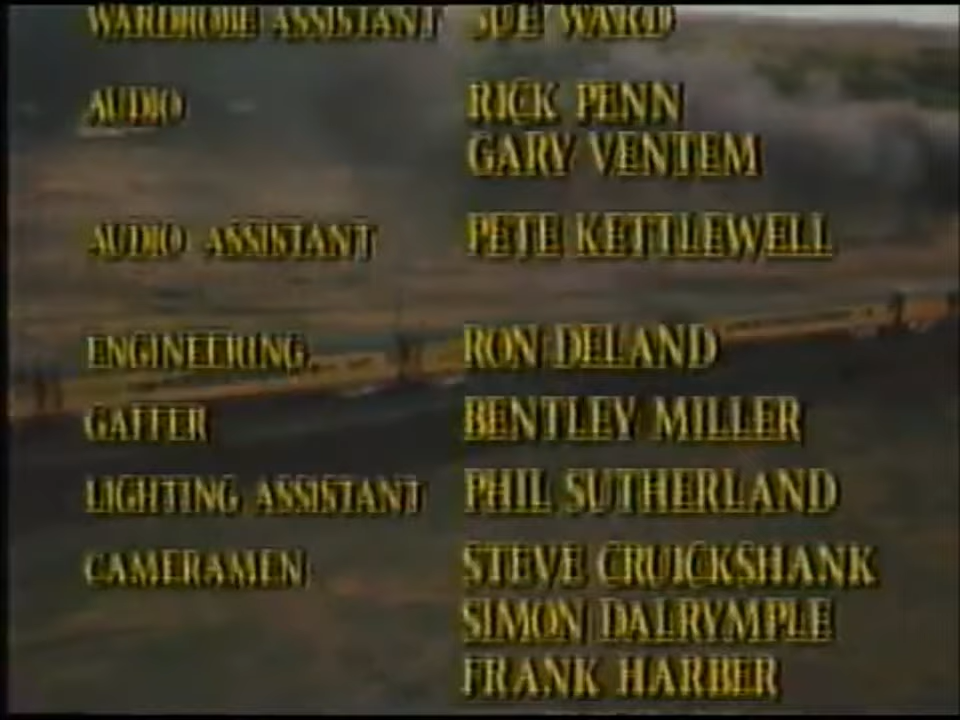 WARDROBE ASSISTANT SUE WARD
AUDIO RICK PENN
GARY VENTEM
AUDIO ASSISTANT PETE KETTLEWELL
ENGINEERING RON DELAND
GAFFER BENTLEY MILLER
LIGHTING ASSISTANT PHIL SUTHERLAND
CAMERAMEN STEVE CRUICKSHANK
SIMON DALRYMPLE
FRANK HARBER